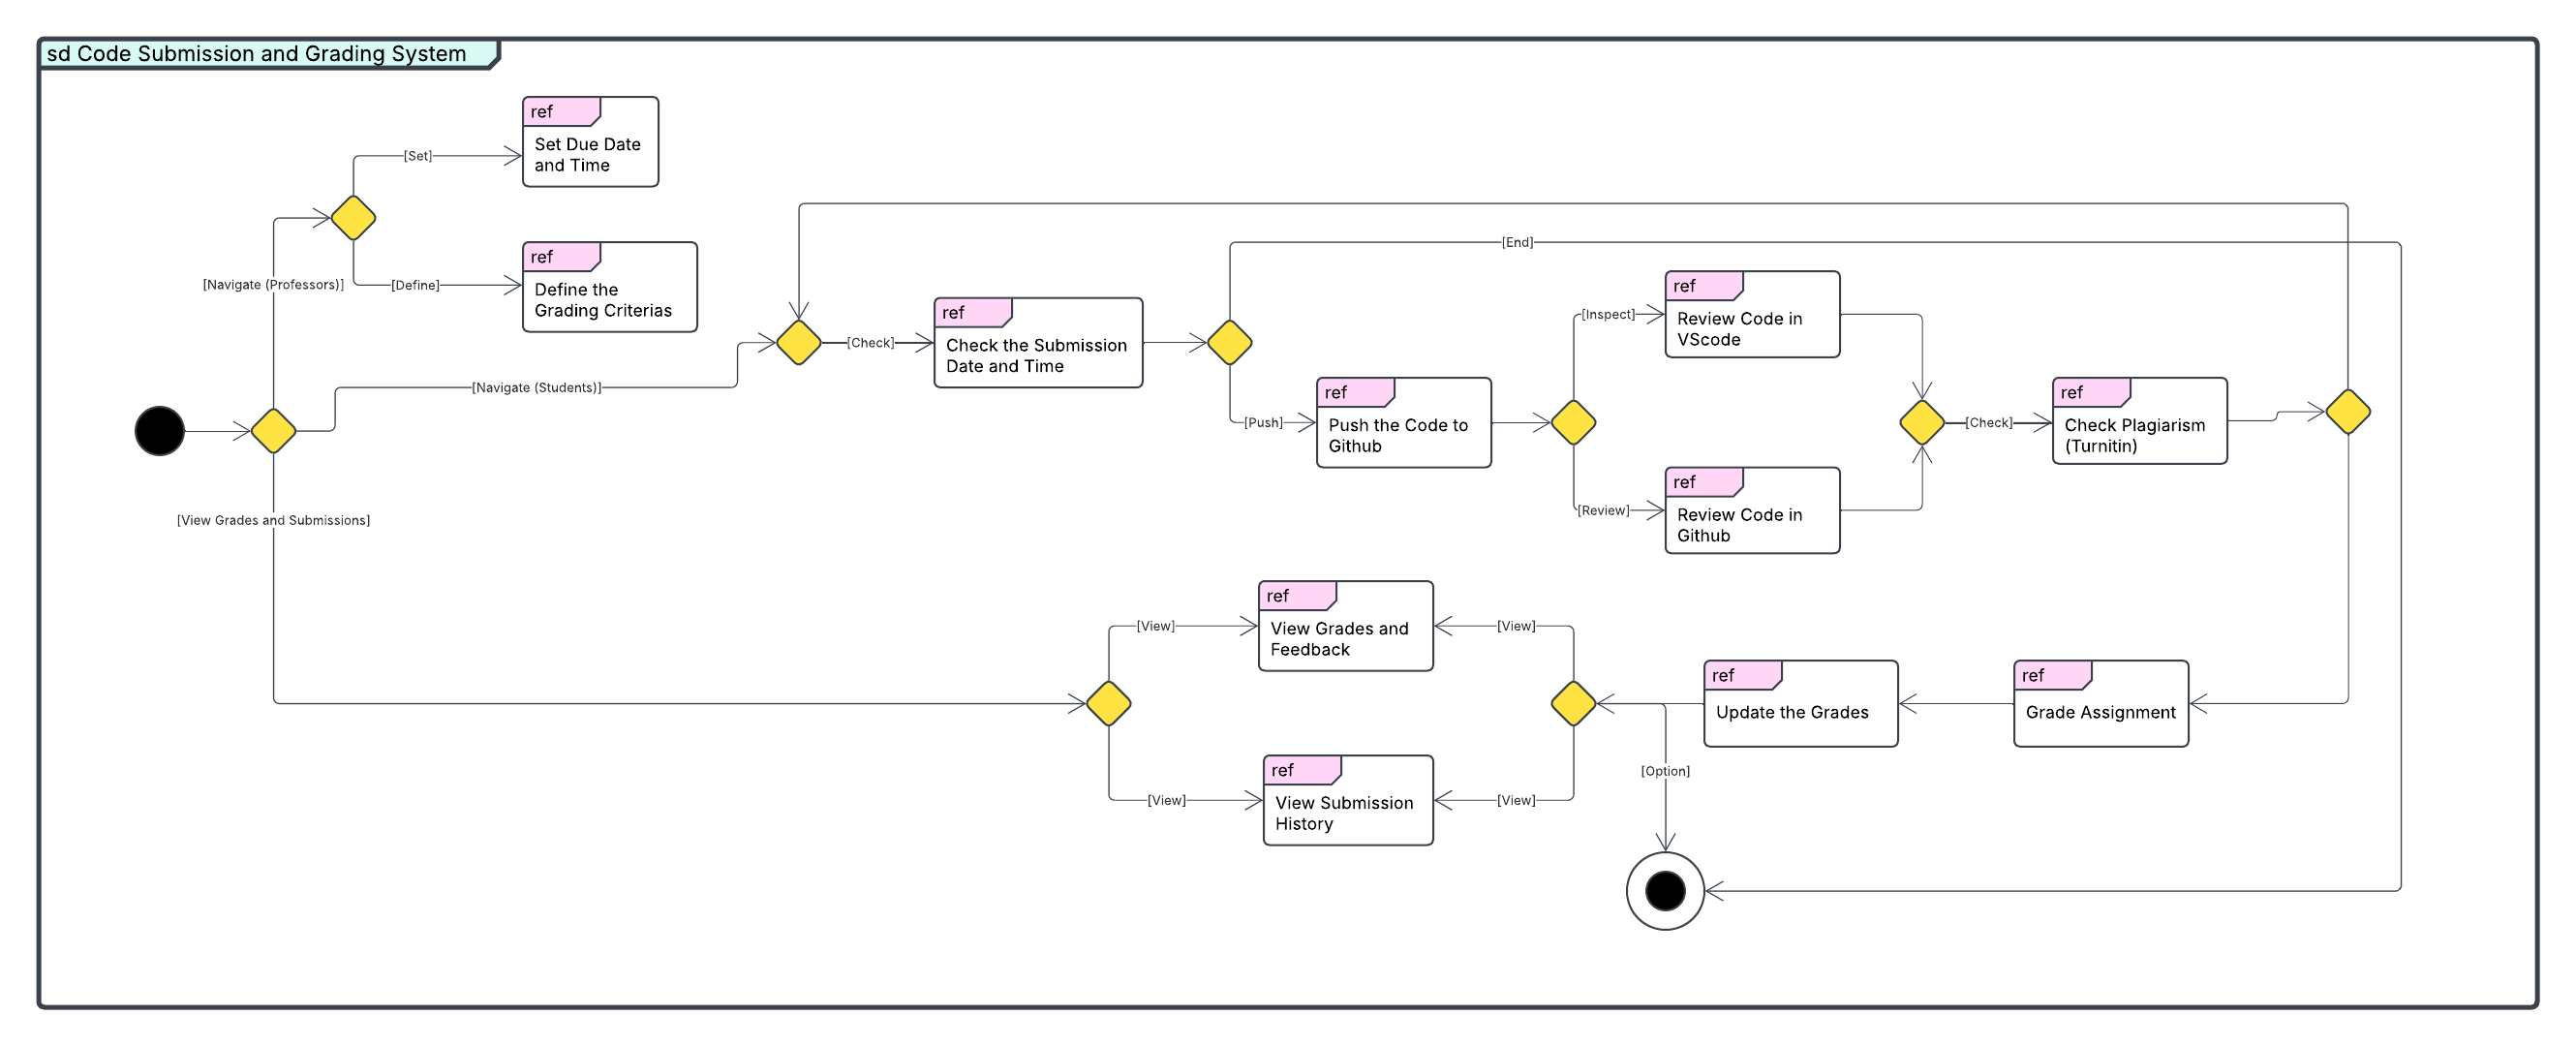 sd Code Submission and Grading System
ref
Set Due Date
and Time
[Set]
ref
Define the
Grading Criterias
[Define]
[Navigate (Professors)]
[Navigate (Students)]
[View Grades and Submissions]
[Check]
ref
Check the Submission
Date and Time
[End]
[Push]
ref
Push the Code to
Github
[Inspect]
ref
Review Code in
VScode
[Review]
ref
Review Code in
Github
[Check]
ref
Check Plagiarism
(Turnitin)
[View]
ref
View Grades and
Feedback
[View]
ref
Update the Grades
ref
Grade Assignment
[Option]
[View]
ref
View Submission
History
[View]